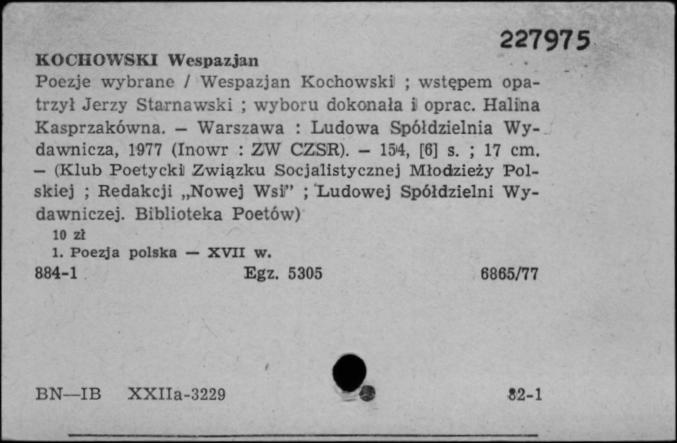 227975
KOCHOWSKI Wespazjan
Poezje wybrane / Wespazjan Kochowski ; wstępem opa-
trzył Jerzy Starnawski ; wyboru dokonała i oprac. Halina
Kasprzakówna. — Warszawa : Ludowa Spółdzielnia Wy-
dawnicza, 1977 (Inowr : ZW CZSR). — 154, [6] s. ; 17 cm.
— (Klub Poetycki Związku Socjalistycznej Młodzieży Pol-
skiej ; Redakcji „Nowej Wsi” ; Ludowej Spółdzielni Wy-
dawniczej. Biblioteka Poetów)
10 zł
1. Poezja polska — XVII w.
884-1 Egz. 5305 6865/77
BN—IB XXIIa-3229 82-1